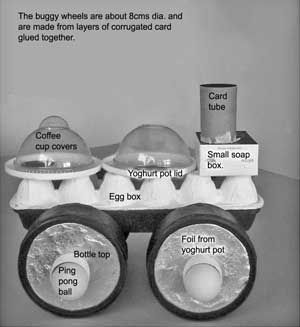 The buggy wheels are about 8cms dia. and
are made from layers of corrugated card
glued together.
Card
tube
Coffee
cup covers
Small soap
box.
Yoghurt pot lid
Egg box
Bottle top
Foil from
yoghurt pot
Ping
pong
ball